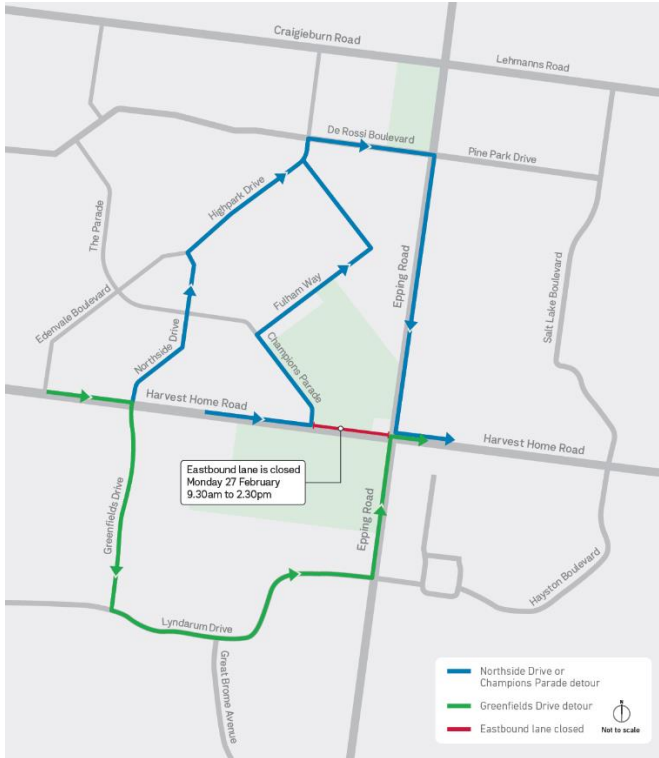 Craigieburn Road
Lehmanns Road
De Rossi Boulevard
Pine Park Drive
Highpark Drive
The Parade
Epping Road
Fulham Way
Edenvale Boulevard
Salt Lake Boulevard
Northside Drive
Champions Parade
Harvest Home Road
Harvest Home Road
Eastbound lane is closed
Monday 27 February
9.30am to 2.30pm
Greenfields Drive
Epping Road
Hayston Boulevard
Lyndarum Drive
Great Brome Avenue
Northside Drive or
Champions Parade detour
Greenfields Drive detour
Eastbound lane closed
N
Not to scale